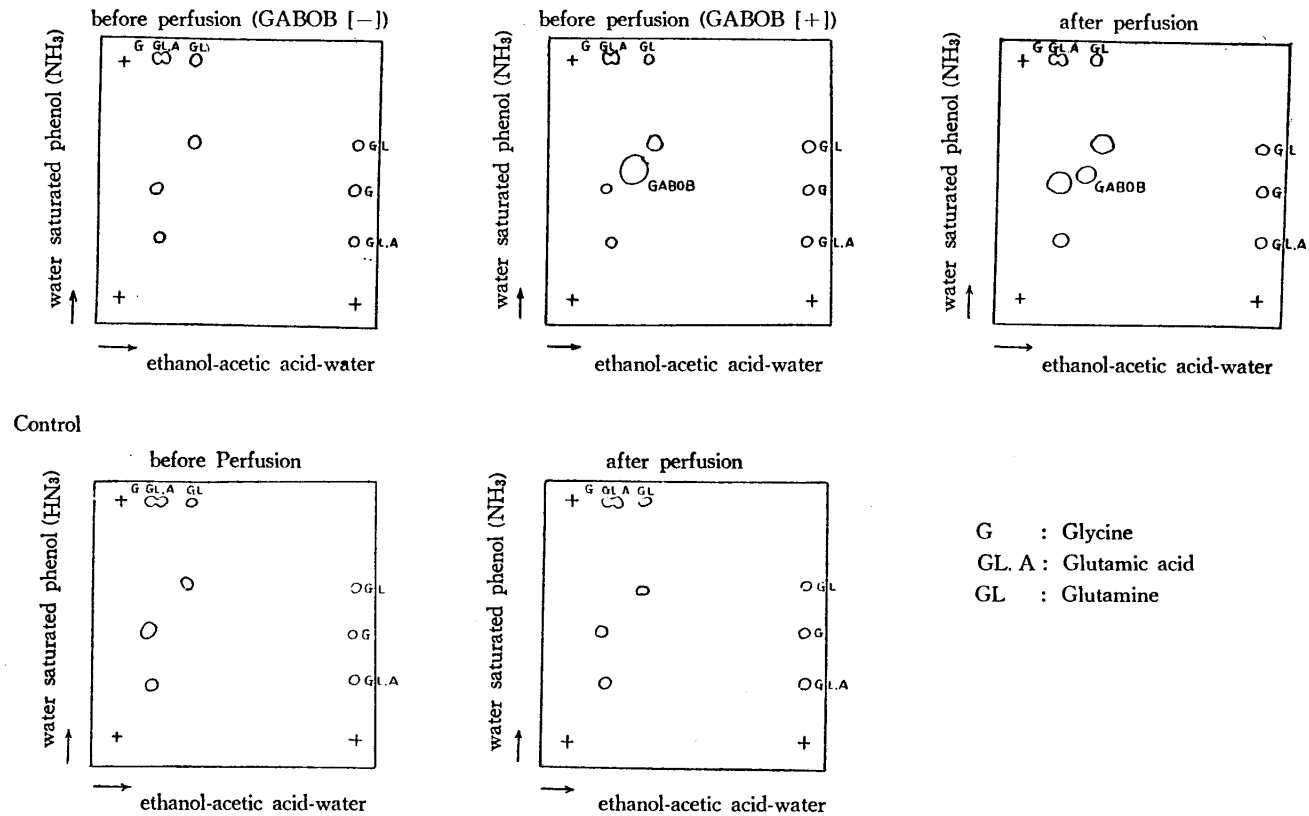 before perfusion (GABOB [−])
G GL.A GL
water saturated phenol (NH₃)
GL
G
GL.A
ethanol-acetic acid-water
before perfusion (GABOB [+])
G GL.A GL
water saturated phenol (NH₃)
GL
GABOB
G
GL.A
ethanol-acetic acid-water
after perfusion
G GL A GL
water saturated phenol (NH₃)
GL
GABOB
G
GL.A
ethanol-acetic acid-water
Control
before Perfusion
G GL.A GL
water saturated phenol (HN₃)
GL
G
GL.A
ethanol-acetic acid-water
after perfusion
G GL A GL
water saturated phenol (NH₃)
GL
G
GL.A
ethanol-acetic acid-water
G : Glycine
GL. A : Glutamic acid
GL : Glutamine